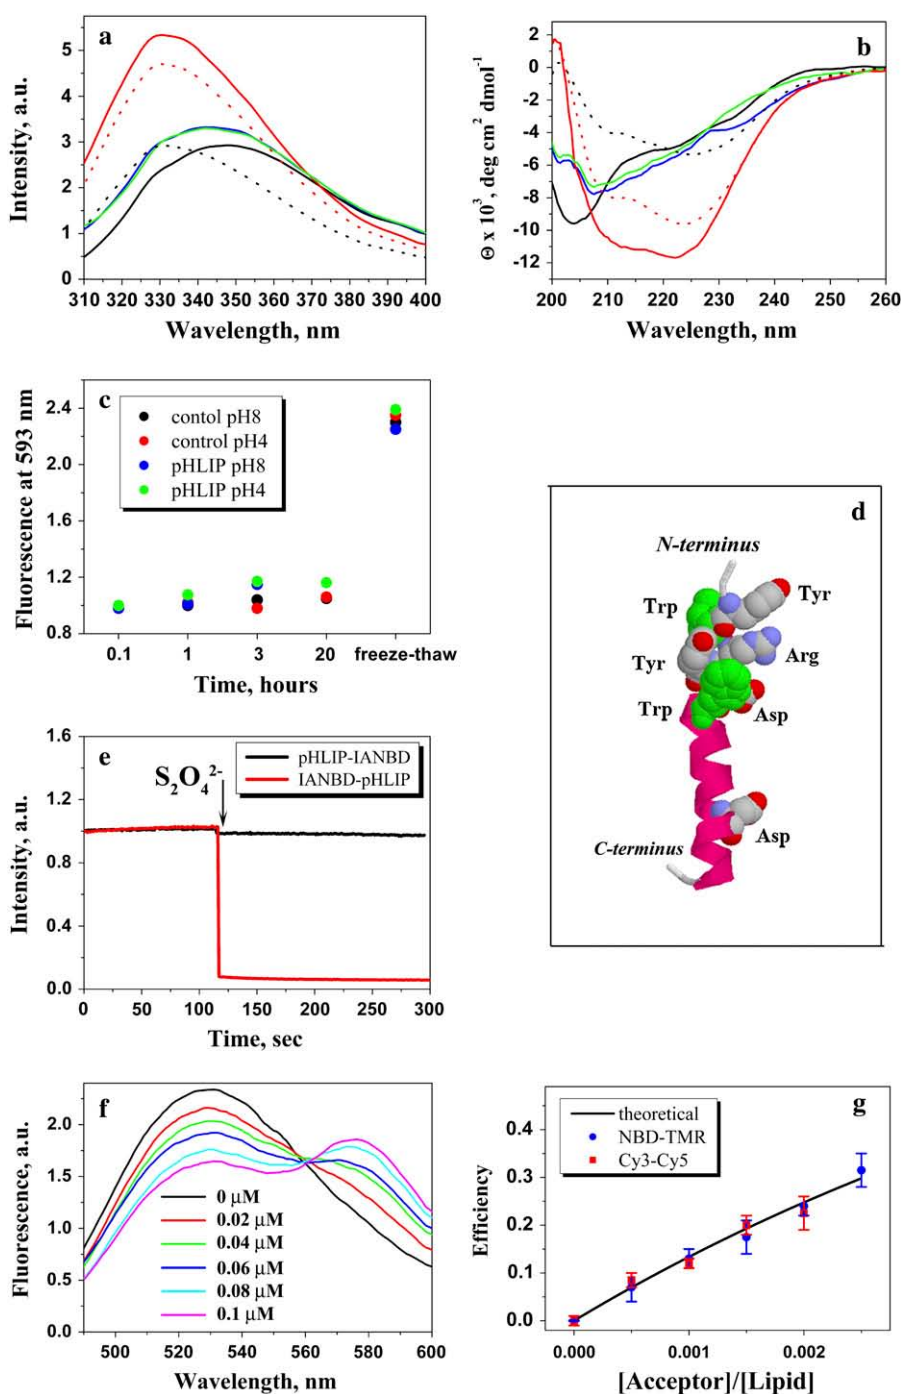 a
Intensity, a.u.
5
4
3
2
1
0
310 320 330 340 350 360 370 380 390 400
Wavelength, nm
b
Θ x 10³, deg cm² dmol⁻¹
2
0
-2
-4
-6
-8
-10
-12
200 210 220 230 240 250 260
Wavelength, nm
c
Fluorescence at 593 nm
2.4
2.0
1.6
1.2
0.8
contol pH8
control pH4
pHLIP pH8
pHLIP pH4
0.1 1 3 20 freeze-thaw
Time, hours
d
N-terminus
Trp
Tyr
Tyr
Arg
Trp
Asp
Asp
C-terminus
e
Intensity, a.u.
1.6
1.2
0.8
0.4
0.0
pHLIP-IANBD
IANBD-pHLIP
S₂O₄²⁻
0 50 100 150 200 250 300
Time, sec
f
Fluorescence, a.u.
2.0
1.5
1.0
0.5
0.0
0 μM
0.02 μM
0.04 μM
0.06 μM
0.08 μM
0.1 μM
500 520 540 560 580 600
Wavelength, nm
g
Efficiency
0.4
0.3
0.2
0.1
0.0
theoretical
NBD-TMR
Cy3-Cy5
0.000 0.001 0.002
[Acceptor]/[Lipid]